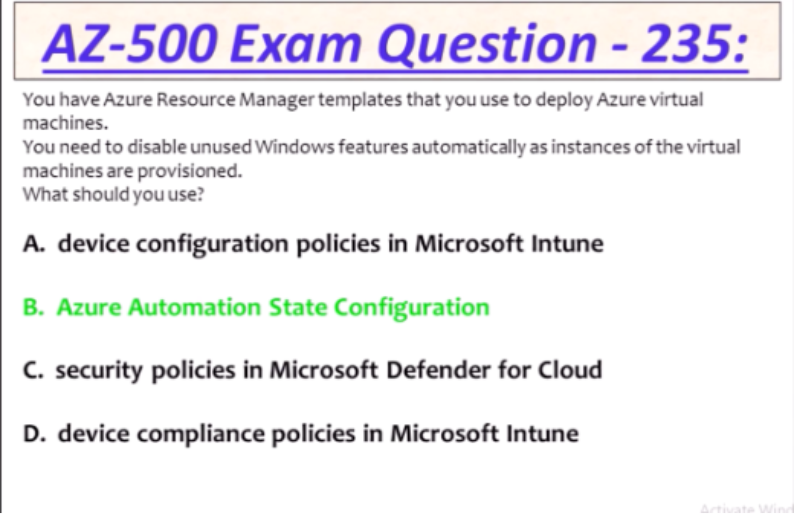 AZ-500 Exam Question - 235:
You have Azure Resource Manager templates that you use to deploy Azure virtual
machines.
You need to disable unused Windows features automatically as instances of the virtual
machines are provisioned.
What should you use?
A. device configuration policies in Microsoft Intune
B. Azure Automation State Configuration
C. security policies in Microsoft Defender for Cloud
D. device compliance policies in Microsoft Intune
Activate Wind